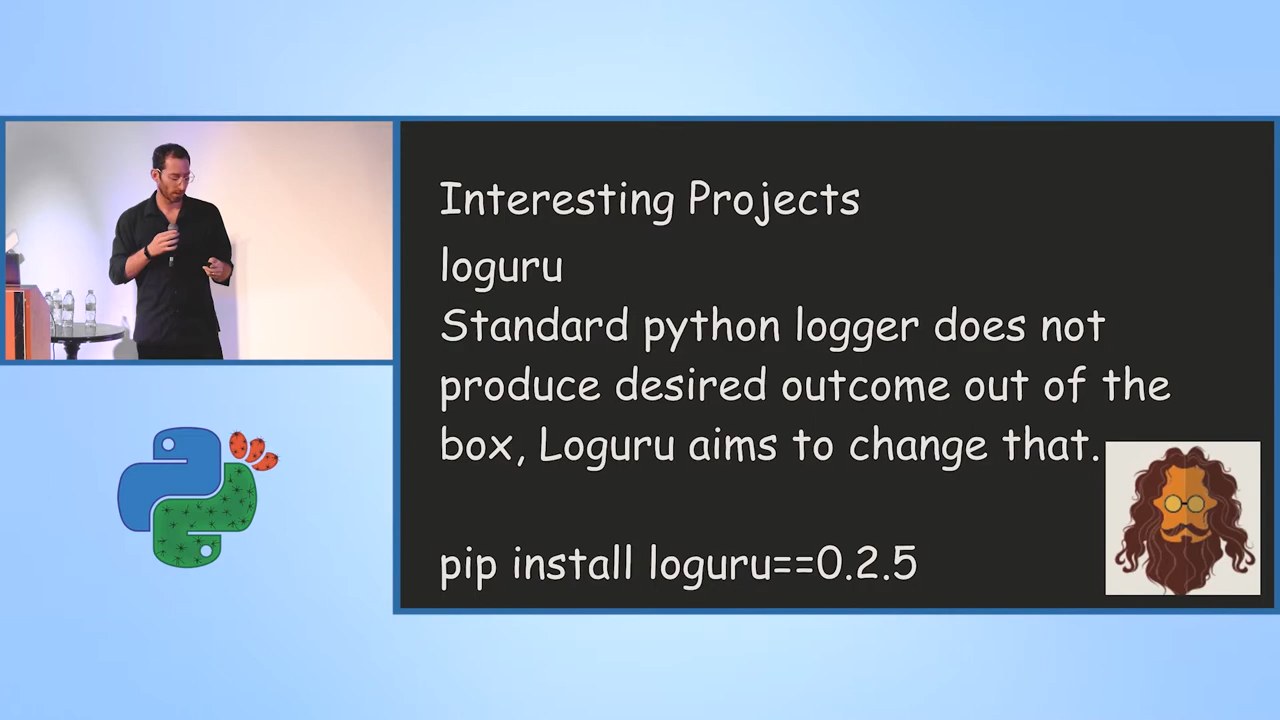 Interesting Projects
loguru
Standard python logger does not
produce desired outcome out of the
box, Loguru aims to change that.
pip install loguru==0.2.5